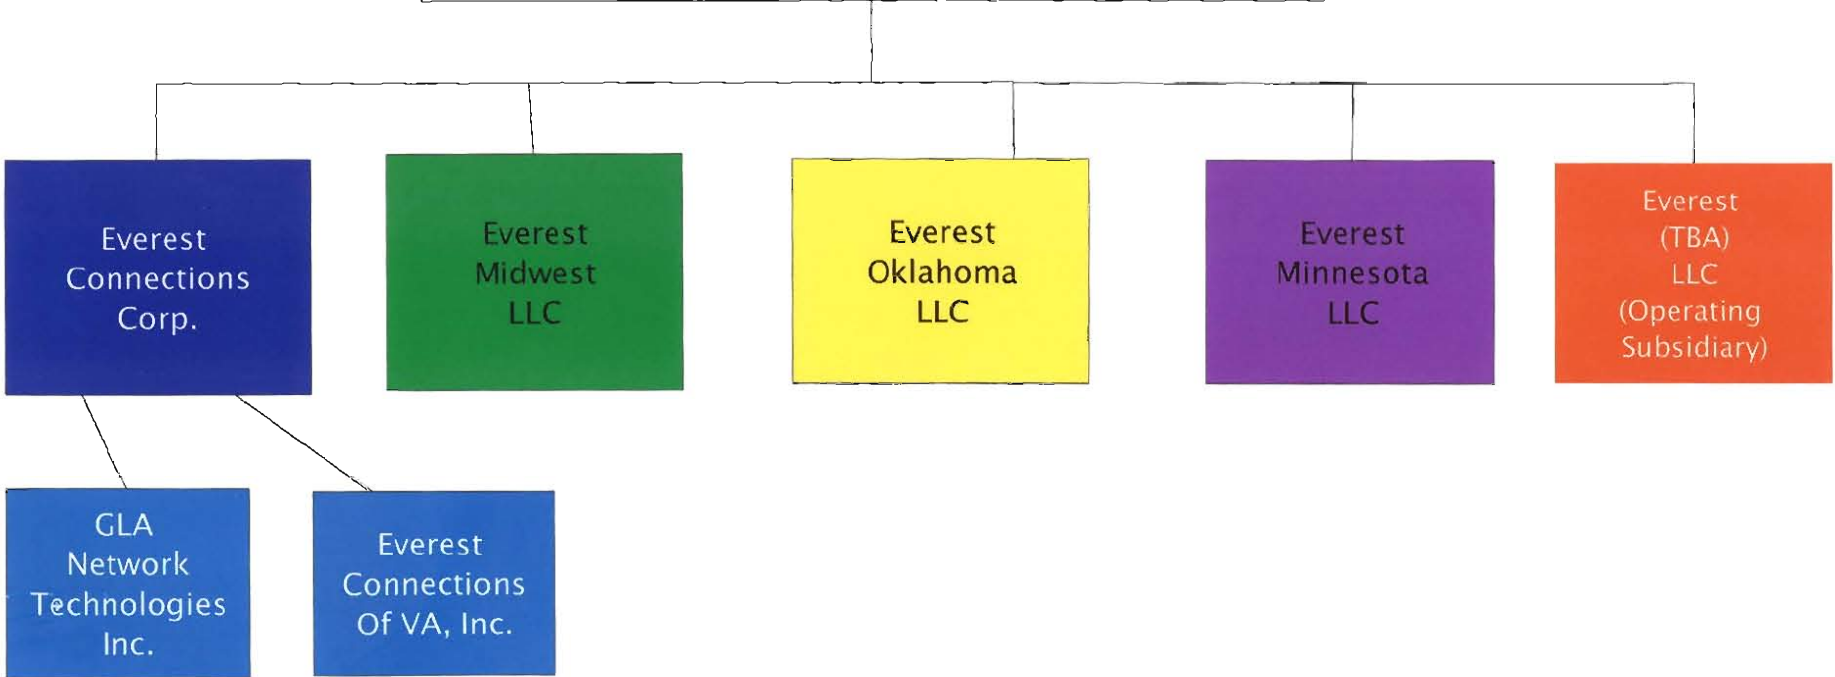 Everest
Connections
Corp.
Everest
Midwest
LLC
Everest
Oklahoma
LLC
Everest
Minnesota
LLC
Everest
(TBA)
LLC
(Operating
Subsidiary)
GLA
Network
Technologies
Inc.
Everest
Connections
Of VA, Inc.